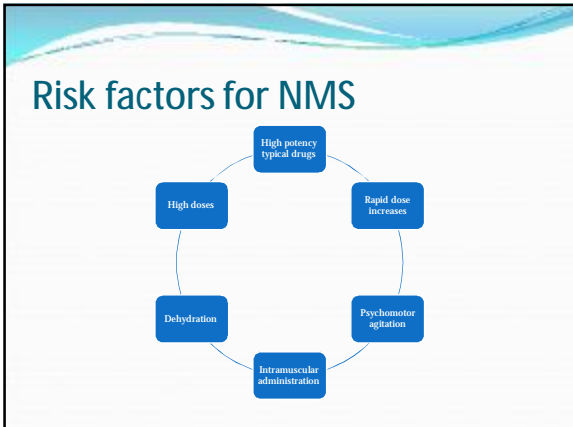 Risk factors for NMS
High potency
typical drugs
Rapid dose
increases
Psychomotor
agitation
Intramuscular
administration
Dehydration
High doses